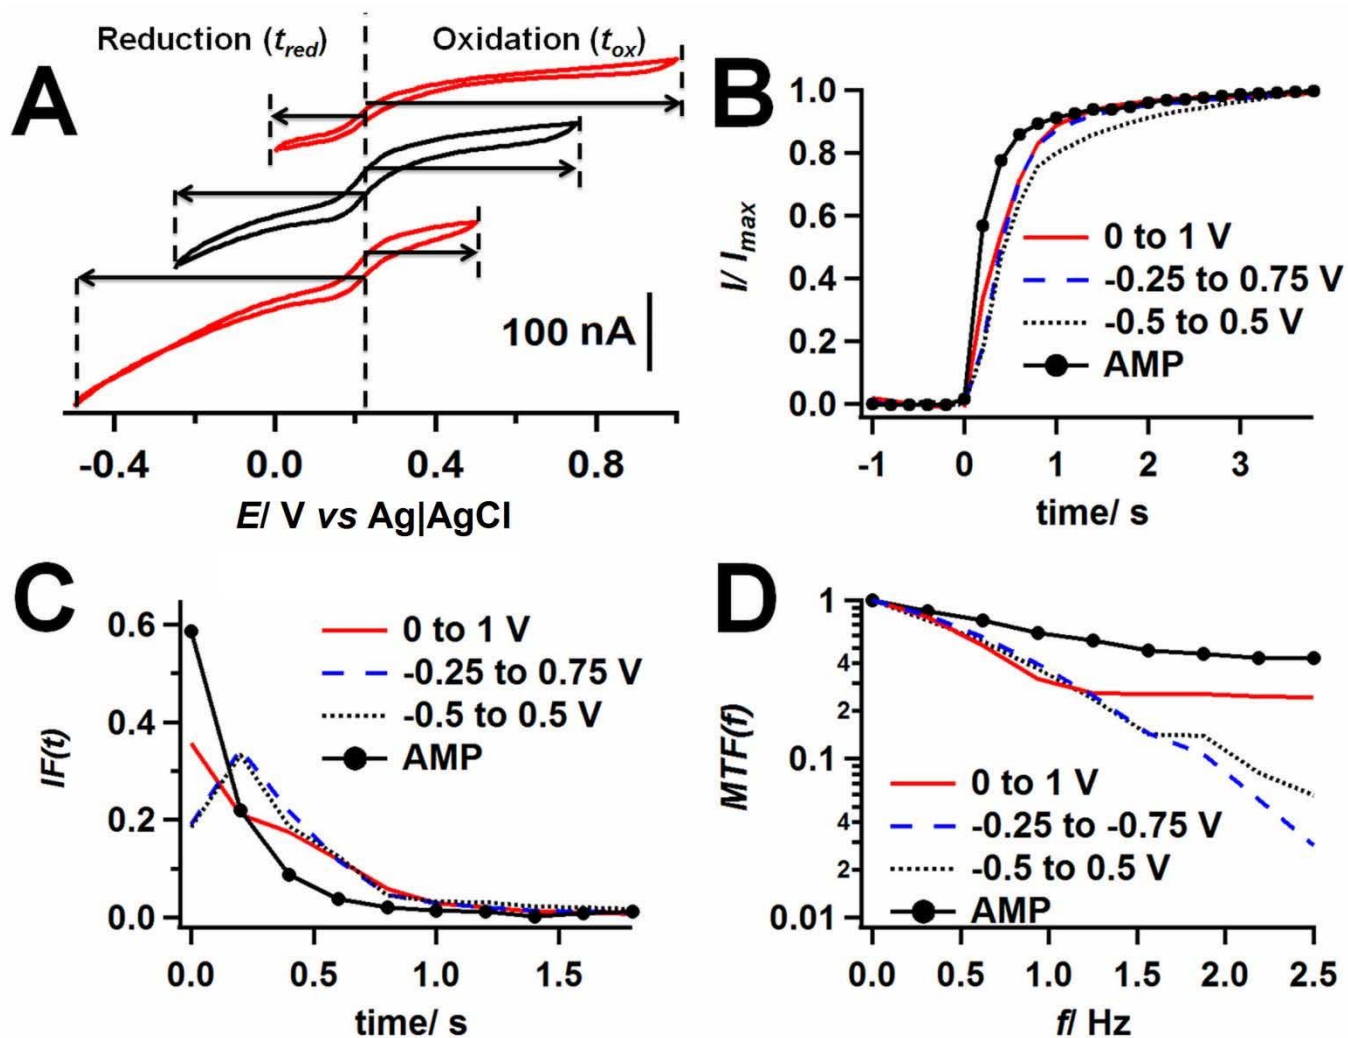 A
Reduction (t_red)
Oxidation (t_ox)
100 nA
-0.4 0.0 0.4 0.8
E/ V vs Ag|AgCl
B
1.0
0.8
0.6
0.4
0.2
0.0
I/ I_max
0 to 1 V
-0.25 to 0.75 V
-0.5 to 0.5 V
AMP
-1 0 1 2 3
time/ s
C
0.6
0.4
0.2
0.0
IF(t)
0 to 1 V
-0.25 to 0.75 V
-0.5 to 0.5 V
AMP
0.0 0.5 1.0 1.5
time/ s
D
1
4
2
0.1
4
2
0.01
MTF(f)
0 to 1 V
-0.25 to -0.75 V
-0.5 to 0.5 V
AMP
0.0 0.5 1.0 1.5 2.0 2.5
f/ Hz